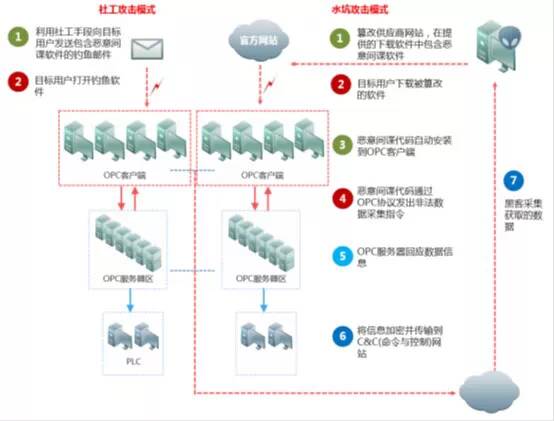 社工攻击模式
1
利用社工手段向目标
用户发送包含恶意间
谍软件的钓鱼邮件
2
目标用户打开钓鱼软
件
水坑攻击模式
官方网站
1
篡改供应商网站，在提
供的下载软件中包含恶
意间谍软件
2
目标用户下载被篡改
的软件
OPC客户端
OPC客户端
3
恶意间谍代码自动安装
到OPC客户端
4
恶意间谍代码通过
OPC协议发出非法数
据采集指令
7
黑客采集
获取的数
据
OPC服务器区
OPC服务器区
5
OPC服务器回应数据信
息
PLC
6
将信息加密并传输到
C&C(命令与控制)网
站